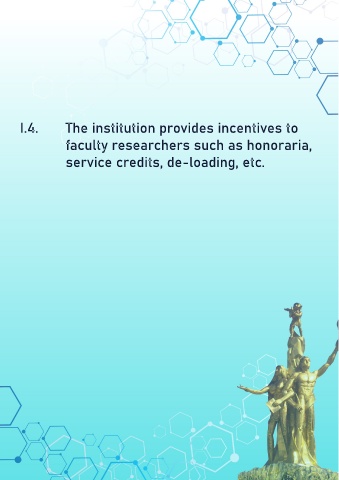 I.4. The institution provides incentives to
faculty researchers such as honoraria,
service credits, de-loading, etc.